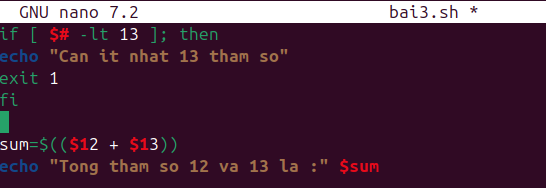 GNU nano 7.2 bai3.sh *
if [ $# -lt 13 ]; then
echo "Can it nhat 13 tham so"
exit 1
fi
sum=$(($12 + $13))
echo "Tong tham so 12 va 13 la :" $sum